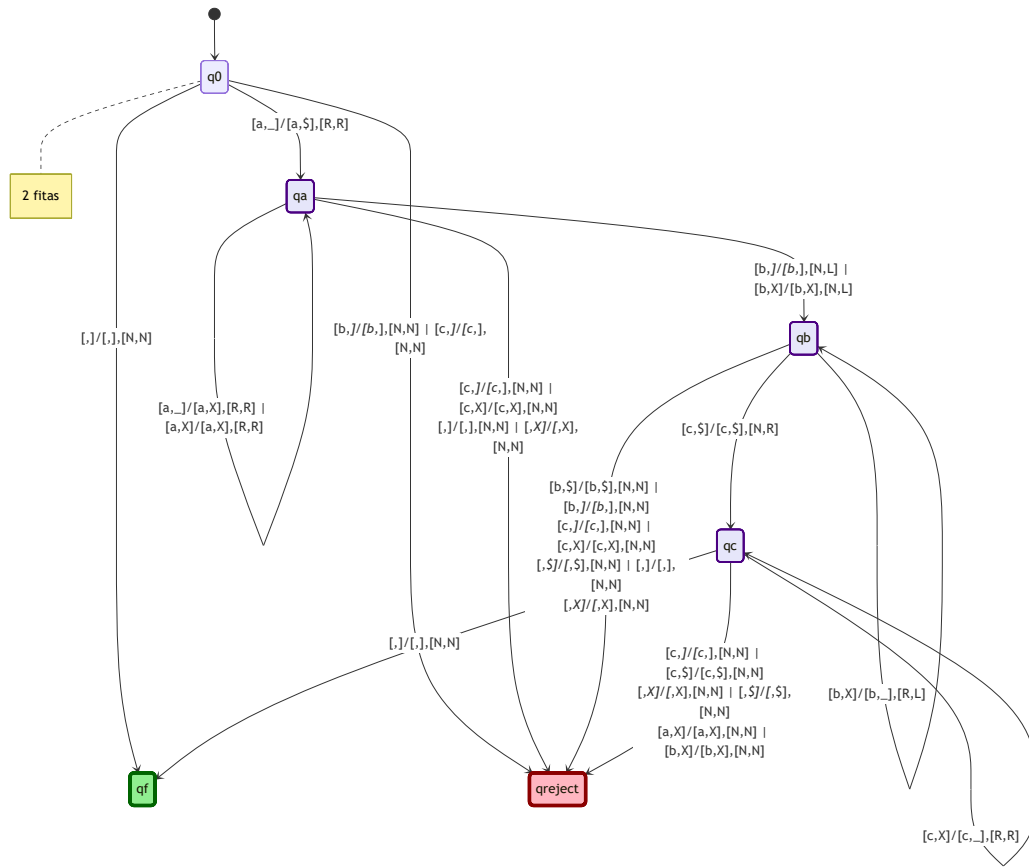 q0
[a,_]/[a,$],[R,R]
2 fitas
qa
[b,]/[b,],[N,L] |
[b,X]/[b,X],[N,L]
[,]/[,],[N,N]
[b,]/[b,],[N,N] | [c,]/[c,],
[N,N]
qb
[a,_]/[a,X],[R,R] |
[a,X]/[a,X],[R,R]
[c,]/[c,],[N,N] |
[c,X]/[c,X],[N,N]
[,]/[,],[N,N] | [,X]/[,X],
[N,N]
[c,$]/[c,$],[N,R]
[b,$]/[b,$],[N,N] |
[b,]/[b,],[N,N]
[c,]/[c,],[N,N] |
[c,X]/[c,X],[N,N]
[,$]/[,$],[N,N] | [,]/[,],
[N,N]
[,X]/[,X],[N,N]
qc
[,]/[,],[N,N]
[c,]/[c,],[N,N] |
[c,$]/[c,$],[N,N]
[,X]/[,X],[N,N] | [,$]/[,$],
[N,N]
[a,X]/[a,X],[N,N] |
[b,X]/[b,X],[N,N]
[b,X]/[b,_],[R,L]
qf
qreject
[c,X]/[c,_],[R,R]